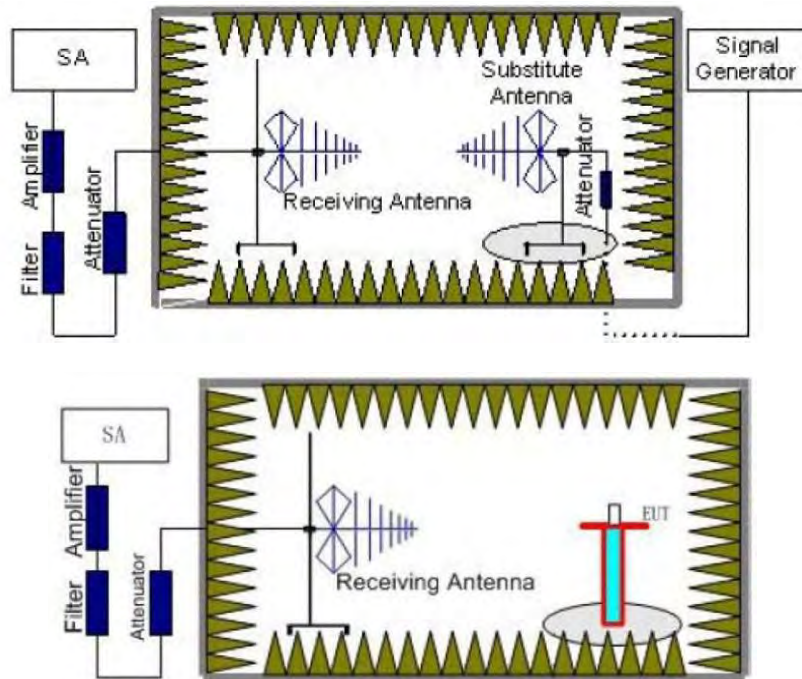 SA
Signal
Generator
Substitute
Antenna
Amplifier
Attenuator
Attenuator
Receiving Antenna
Filter
SA
EUT
Amplifier
Receiving Antenna
Filter
Attenuator